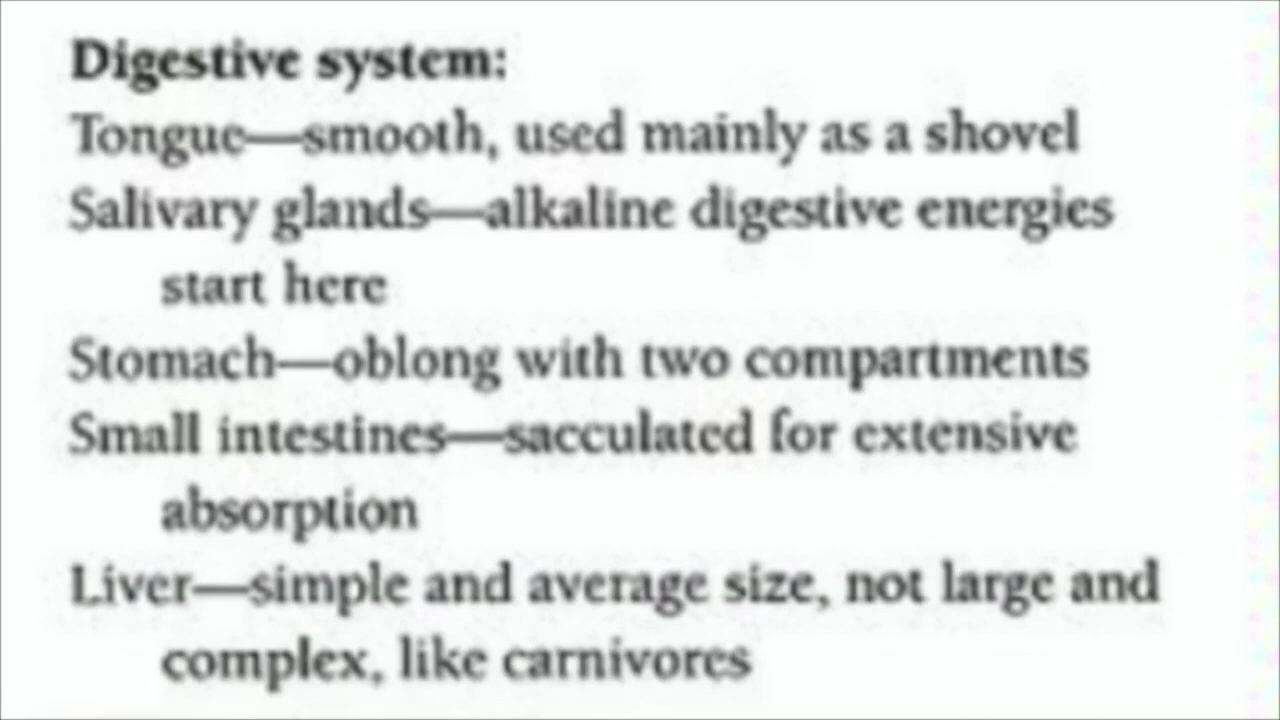 Digestive system:
Tongue—smooth, used mainly as a shovel
Salivary glands—alkaline digestive energies
start here
Stomach—oblong with two compartments
Small intestines—sacculated for extensive
absorption
Liver—simple and average size, not large and
complex, like carnivores